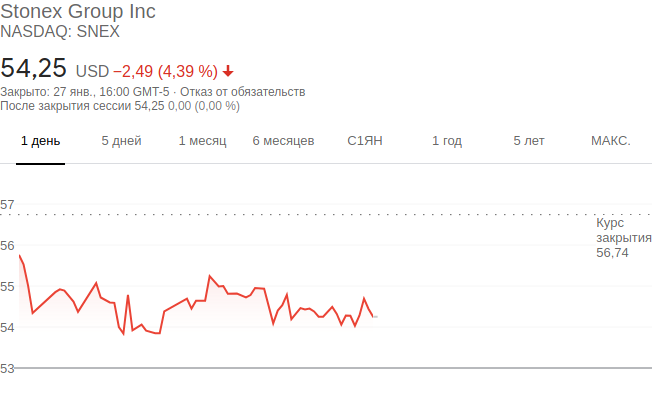 Stonex Group Inc
NASDAQ: SNEX
54,25 USD −2,49 (4,39 %)
Закрыто: 27 янв., 16:00 GMT-5 · Отказ от обязательств
После закрытия сессии 54,25 0,00 (0,00 %)
1 день 5 дней 1 месяц 6 месяцев С1ЯН 1 год 5 лет МАКС.
57
Курс
закрытия
56,74
56
55
54
53